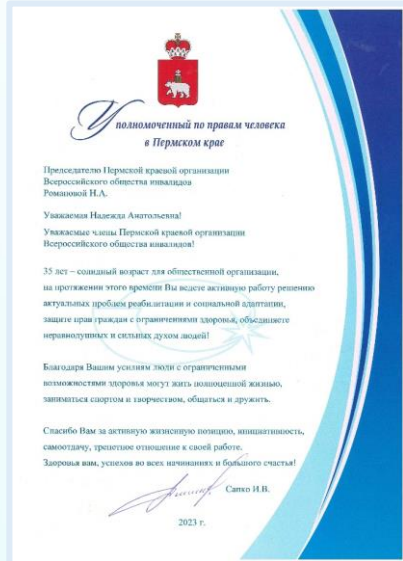 Уполномоченный по правам человека
в Пермском крае
Председателю Пермской краевой организации
Всероссийского общества инвалидов
Романовой Н.А.
Уважаемая Надежда Анатольевна!
Уважаемые члены Пермской краевой организации
Всероссийского общества инвалидов!
35 лет – солидный возраст для общественной организации,
на протяжении этого времени Вы ведете активную работу решению
актуальных проблем реабилитации и социальной адаптации,
защите прав граждан с ограничениями здоровья, объединяете
неравнодушных и сильных духом людей!
Благодаря Вашим усилиям люди с ограниченными
возможностями здоровья могут жить полноценной жизнью,
заниматься спортом и творчеством, общаться и дружить.
Спасибо Вам за активную жизненную позицию, инициативность,
самоотдачу, трепетное отношение к своей работе.
Здоровья вам, успехов во всех начинаниях и большого счастья!
Сапко И.В.
2023 г.